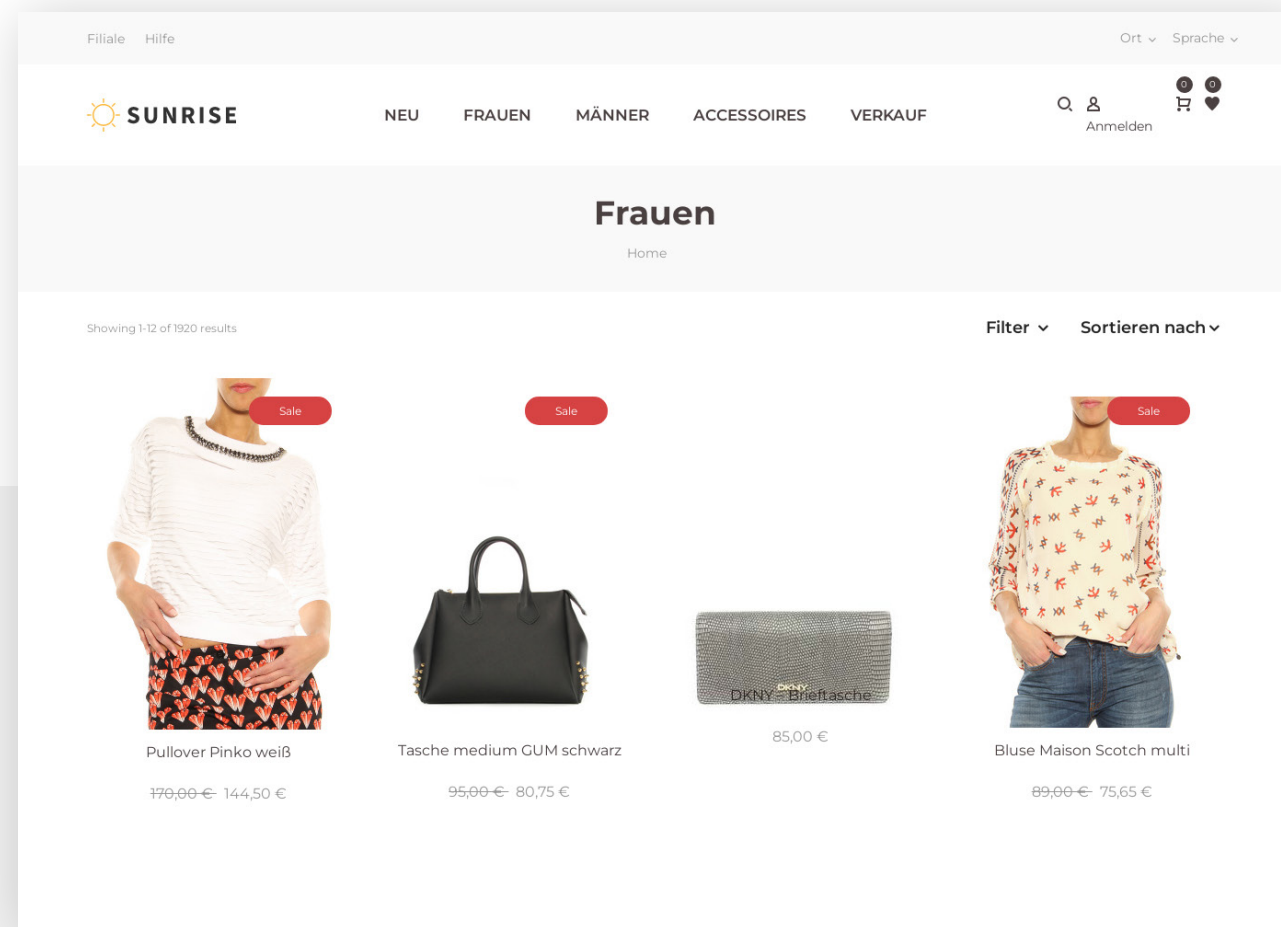 Filiale Hilfe Ort Sprache
0 0
SUNRISE NEU FRAUEN MÄNNER ACCESSOIRES VERKAUF
Anmelden
Frauen
Home
Showing 1-12 of 1920 results Filter Sortieren nach
Sale Sale Sale
DKNY
DKNY – Brieftasche
85,00 €
Pullover Pinko weiß Tasche medium GUM schwarz Bluse Maison Scotch multi
170,00 € 144,50 € 95,00 € 80,75 € 89,00 € 75,65 €